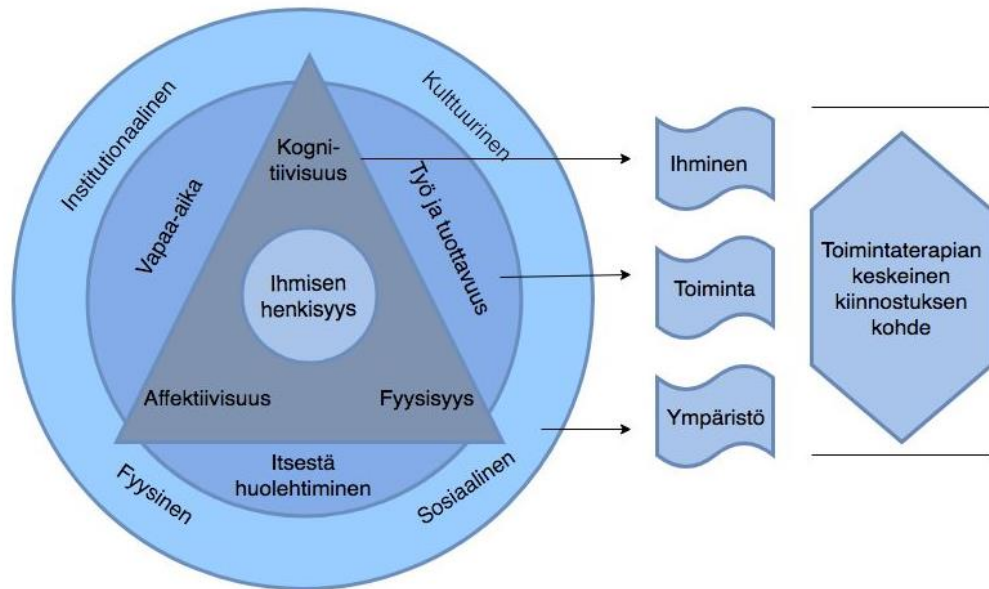 Institutionaalinen
Kulttuurinen
Kogni-
tiivisuus
Vapaa-aika
Työ ja tuottavuus
Ihmisen
henkisyys
Affektiivisuus
Fyysisyys
Itsestä
huolehtiminen
Fyysinen
Sosiaalinen
Ihminen
Toiminta
Ympäristö
Toimintaterapian
keskeinen
kiinnostuksen
kohde